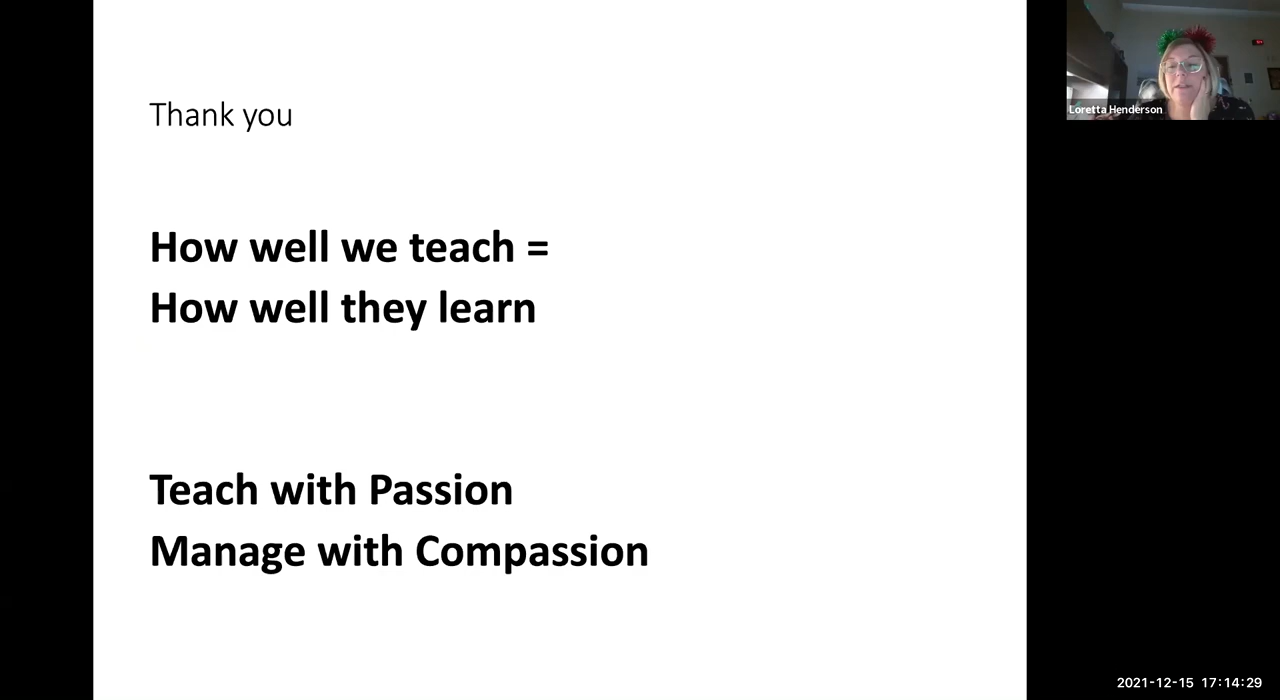 Thank you
How well we teach =
How well they learn
Teach with Passion
Manage with Compassion
Loretta Henderson
2021-12-15 17:14:29